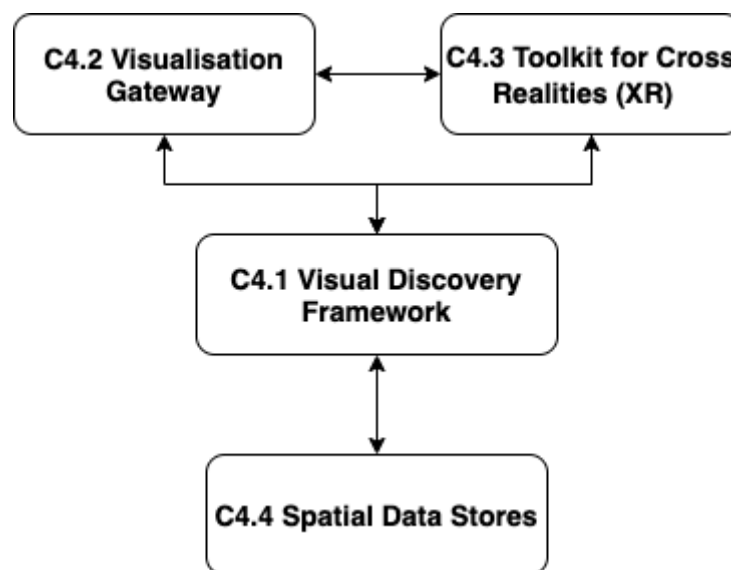 C4.2 Visualisation
Gateway
C4.3 Toolkit for Cross
Realities (XR)
C4.1 Visual Discovery
Framework
C4.4 Spatial Data Stores